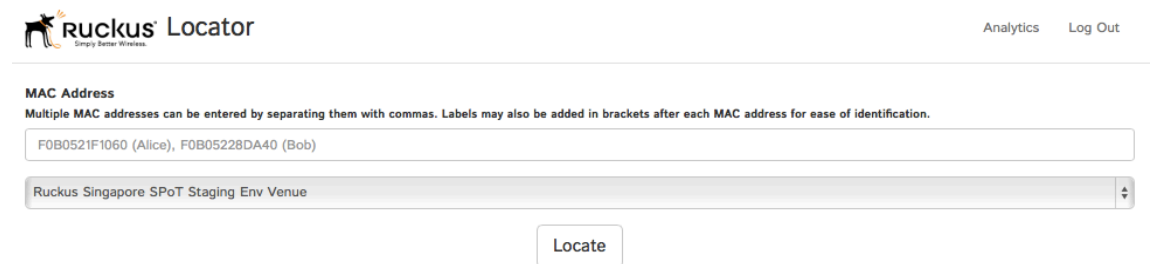 Ruckus Locator
Simply Better Wireless.
Analytics Log Out
MAC Address
Multiple MAC addresses can be entered by separating them with commas. Labels may also be added in brackets after each MAC address for ease of identification.
F0B0521F1060 (Alice), F0B05228DA40 (Bob)
Ruckus Singapore SPoT Staging Env Venue
Locate